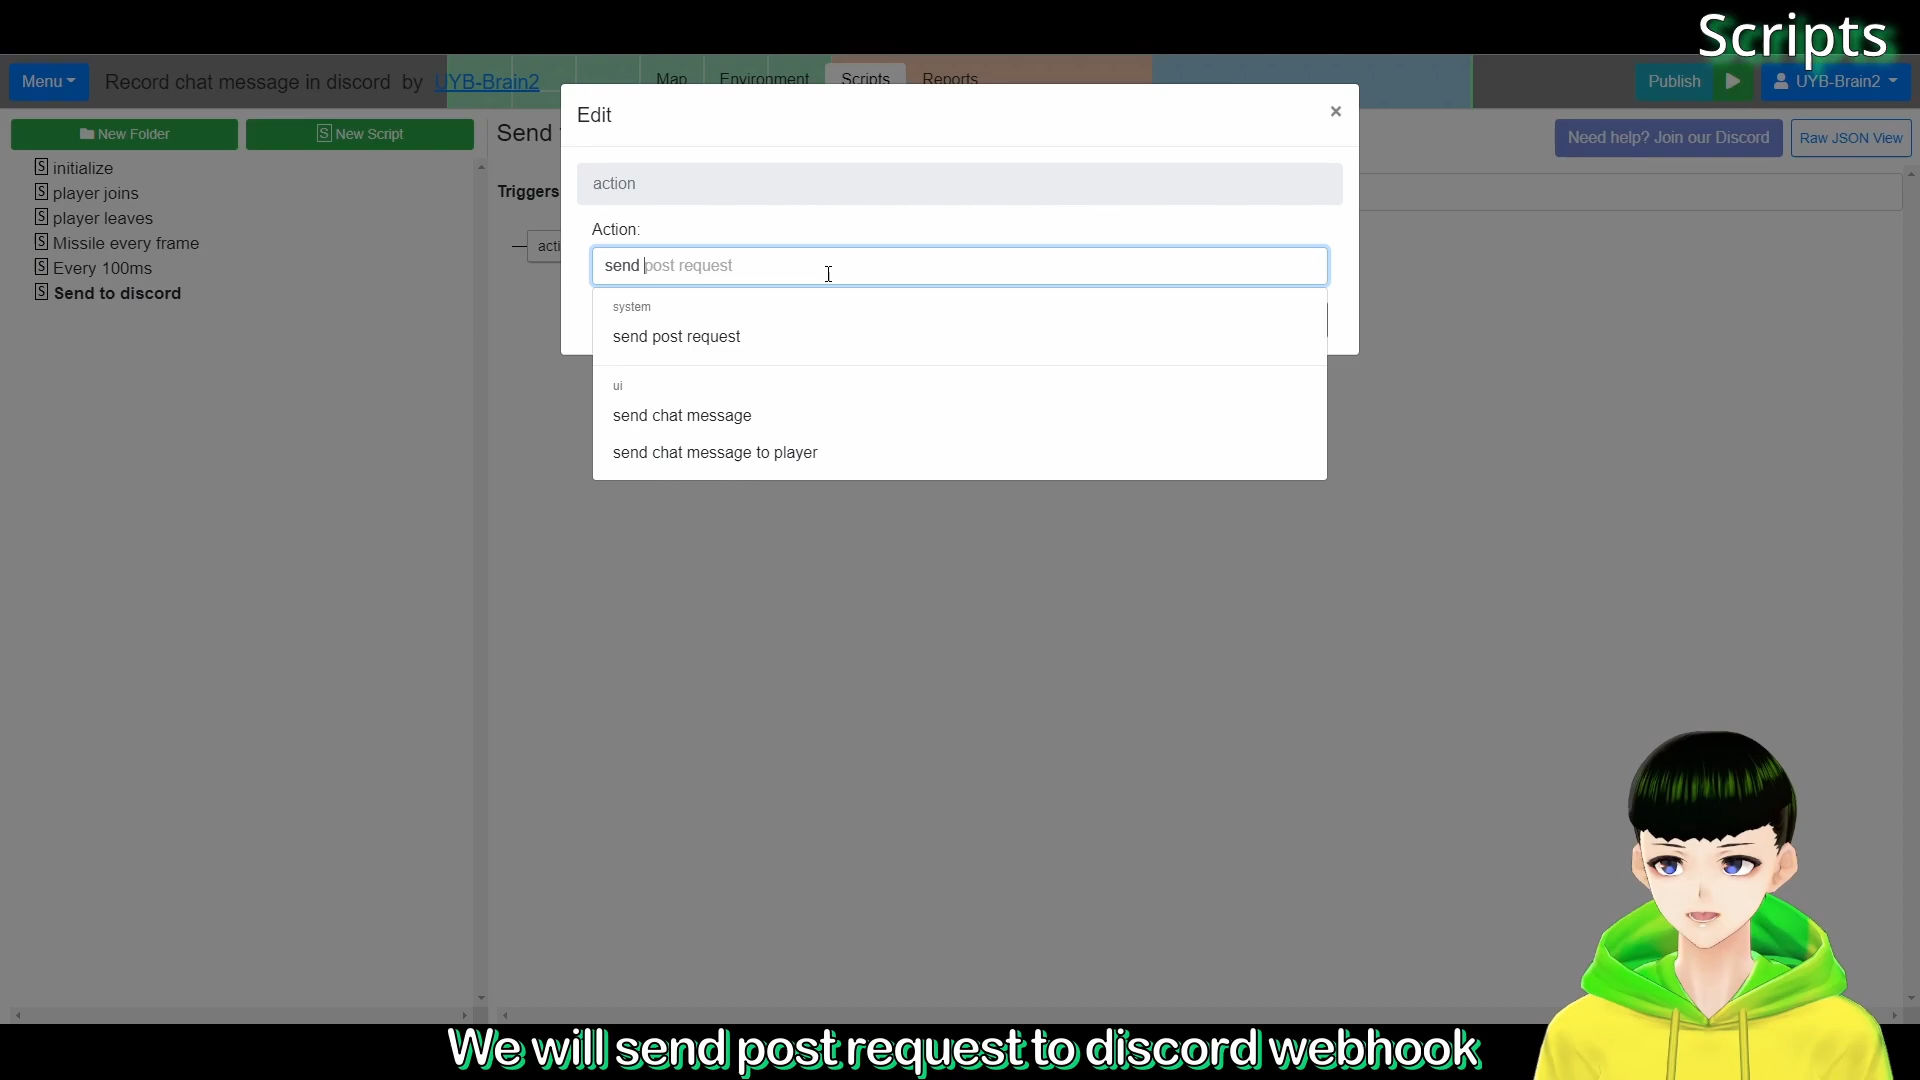 Scripts
Menu
Record chat message in discord by UYB-Brain2
Map
Environment
Scripts
Reports
Publish
UYB-Brain2
New Folder
S New Script
S initialize
S player joins
S player leaves
S Missile every frame
S Every 100ms
S Send to discord
Send
Need help? Join our Discord
Raw JSON View
Triggers
acti
Edit
×
action
Action:
send post request
system
send post request
ui
send chat message
send chat message to player
We will send post request to discord webhook